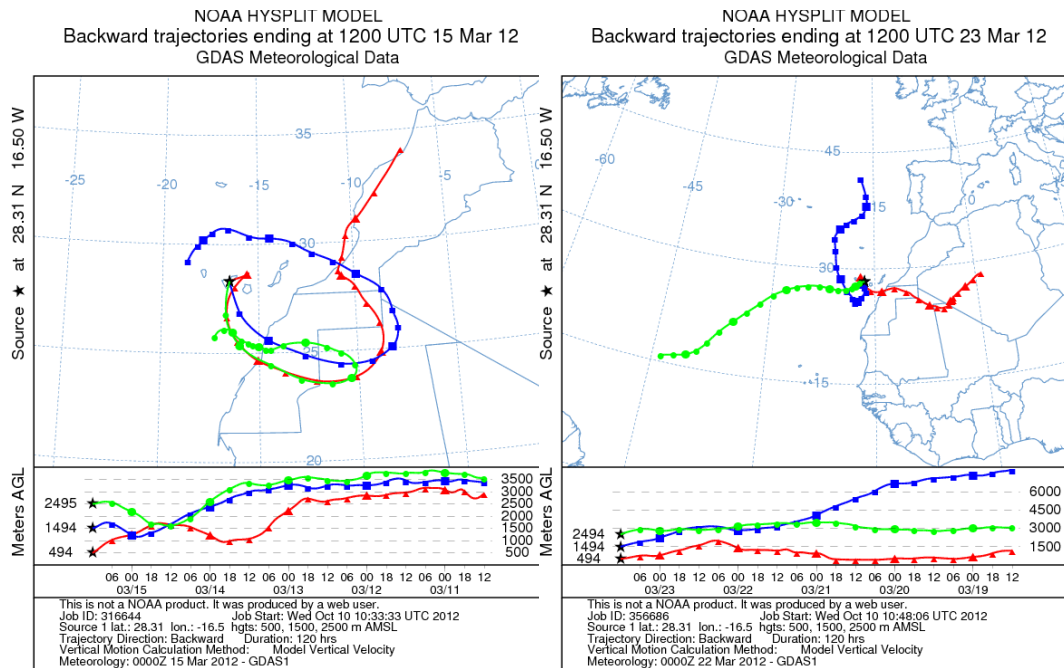 NOAA HYSPLIT MODEL
Backward trajectories ending at 1200 UTC 15 Mar 12
GDAS Meteorological Data
Source ★ at 28.31 N 16.50 W
35
-25
-20
-15
-10
-5
30
25
20
Meters AGL
2495
1494
494
3500
3000
2500
2000
1500
1000
500
06 00 18 12 06 00 18 12 06 00 18 12 06 00 18 12 06 00 18 12
03/15 03/14 03/13 03/12 03/11
This is not a NOAA product. It was produced by a web user.
Job ID: 316644 Job Start: Wed Oct 10 10:33:33 UTC 2012
Source 1 lat.: 28.31 lon.: -16.5 hgts: 500, 1500, 2500 m AMSL
Trajectory Direction: Backward Duration: 120 hrs
Vertical Motion Calculation Method: Model Vertical Velocity
Meteorology: 0000Z 15 Mar 2012 - GDAS1
NOAA HYSPLIT MODEL
Backward trajectories ending at 1200 UTC 23 Mar 12
GDAS Meteorological Data
Source ★ at 28.31 N 16.50 W
-60
-45
-30
-15
0
45
30
15
Meters AGL
2494
1494
494
6000
4500
3000
1500
06 00 18 12 06 00 18 12 06 00 18 12 06 00 18 12 06 00 18 12
03/23 03/22 03/21 03/20 03/19
This is not a NOAA product. It was produced by a web user.
Job ID: 356686 Job Start: Wed Oct 10 10:48:06 UTC 2012
Source 1 lat.: 28.31 lon.: -16.5 hgts: 500, 1500, 2500 m AMSL
Trajectory Direction: Backward Duration: 120 hrs
Vertical Motion Calculation Method: Model Vertical Velocity
Meteorology: 0000Z 22 Mar 2012 - GDAS1